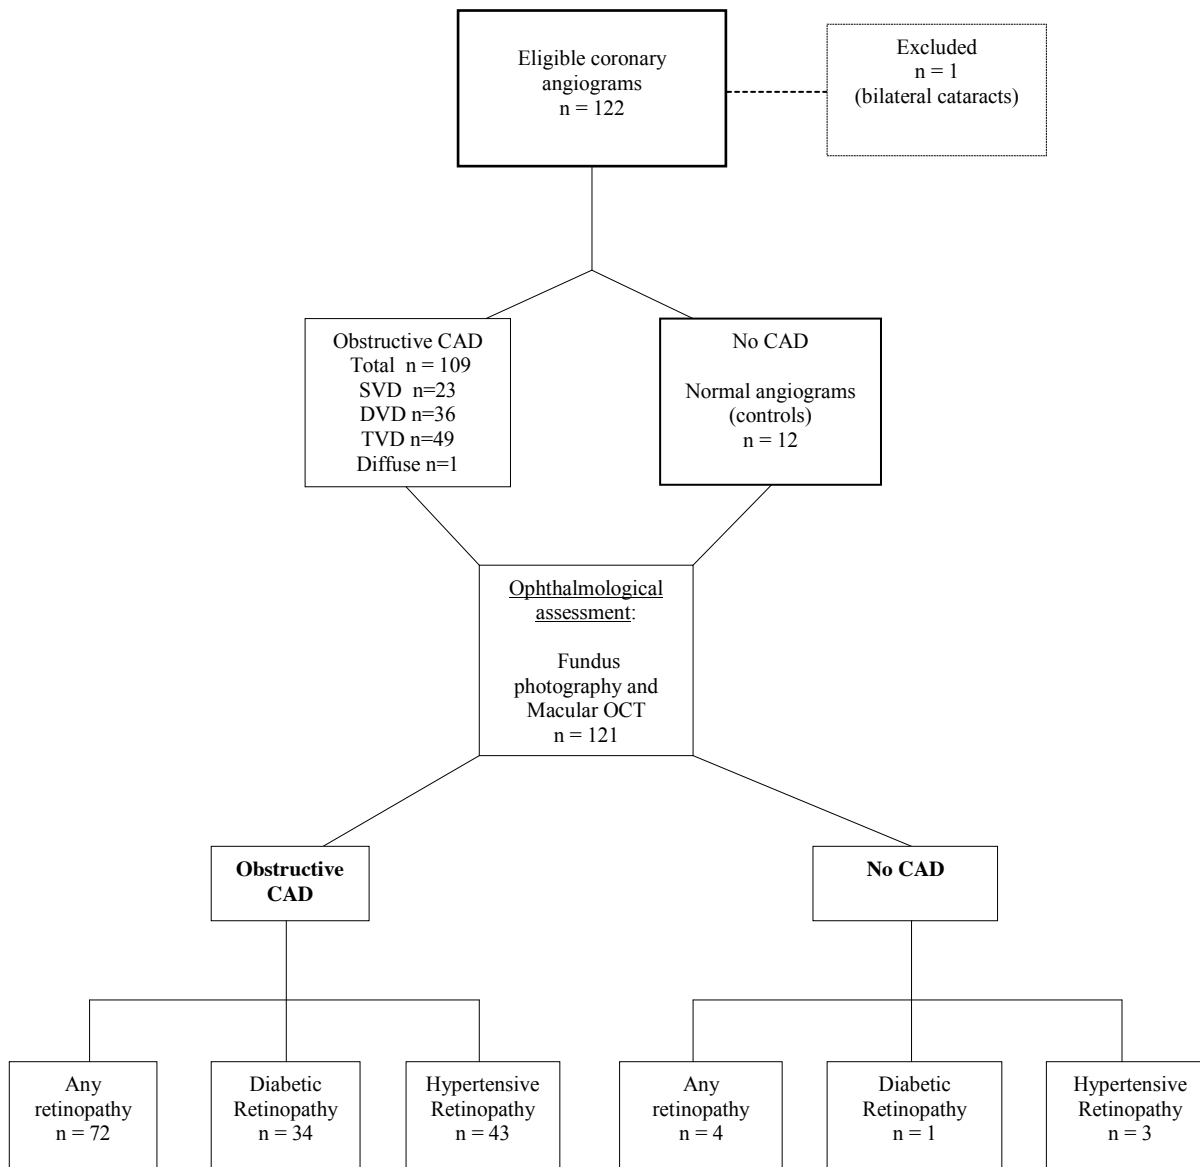 Eligible coronary
angiograms
n = 122
Excluded
n = 1
(bilateral cataracts)
Obstructive CAD
Total n = 109
SVD n=23
DVD n=36
TVD n=49
Diffuse n=1
No CAD
Normal angiograms
(controls)
n = 12
Ophthalmological
assessment:
Fundus
photography and
Macular OCT
n = 121
Obstructive
CAD
No CAD
Any
retinopathy
n = 72
Diabetic
Retinopathy
n = 34
Hypertensive
Retinopathy
n = 43
Any
retinopathy
n = 4
Diabetic
Retinopathy
n = 1
Hypertensive
Retinopathy
n = 3